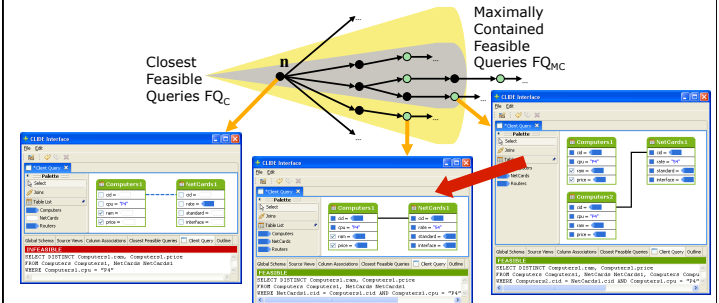 Maximally
Contained
Feasible
Queries FQMC
Closest
Feasible
Queries FQC
n
...
...
...
...
...
...
CLIDE Interface
File Edit
*Client Query
Palette
Select
Joins
Table List
Computers
NetCards
Routers
Computers1
cid =
cpu = "P4"
ram =
price =
NetCards1
cid =
rate =
standard =
interface =
Global Schema Source Views Column Associations Closest Feasible Queries Client Query Outline
INFEASIBLE
SELECT DISTINCT Computers1.ram, Computers1.price
FROM Computers Computers1, NetCards NetCards1
WHERE Computers1.cpu = "P4"
CLIDE Interface
File Edit
*Client Query
Palette
Select
Joins
Table List
Computers
NetCards
Routers
Computers1
cid =
cpu = "P4"
ram =
price =
NetCards1
cid =
rate = "54"
standard =
interface =
Global Schema Source Views Column Associations Closest Feasible Queries Client Query Outline
FEASIBLE
SELECT DISTINCT Computers1.ram, Computers1.price
FROM Computers Computers1, NetCards NetCards1
WHERE NetCards1.cid = Computers1.cid AND Computers1.cpu = "P4"
CLIDE Interface
File Edit
*Client Query
Palette
Select
Joins
Table List
Computers
NetCards
Routers
Computers1
cid =
cpu = "P4"
ram =
price =
NetCards1
cid =
rate = "54"
standard =
interface =
Computers2
cid =
cpu = "P4"
ram =
price =
Global Schema Source Views Column Associations Closest Feasible Queries Client Query Outline
FEASIBLE
SELECT DISTINCT Computers1.ram, Computers1.price
FROM Computers Computers1, NetCards NetCards1, Computers Compu
WHERE NetCards1.cid = Computers2.cid AND Computers1.cpu = "P4"